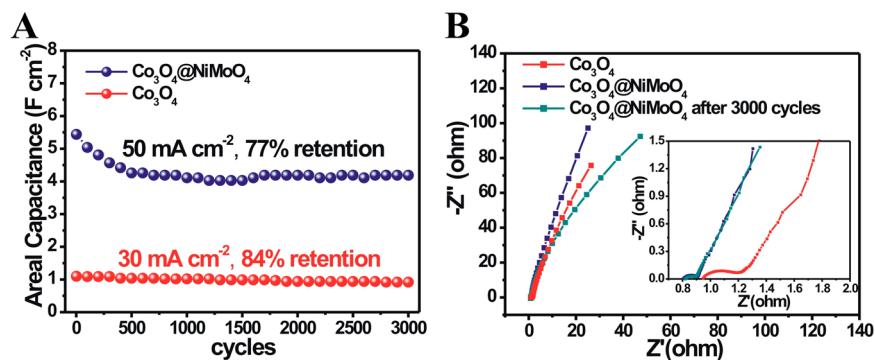 A
Areal Capacitance (F cm⁻²)
8
7
6
5
4
3
2
1
0
Co₃O₄@NiMoO₄
Co₃O₄
50 mA cm⁻², 77% retention
30 mA cm⁻², 84% retention
0 500 1000 1500 2000 2500 3000
cycles
B
-Z'' (ohm)
140
120
100
80
60
40
20
0
Co₃O₄
Co₃O₄@NiMoO₄
Co₃O₄@NiMoO₄ after 3000 cycles
-Z'' (ohm)
1.5
1.2
0.9
0.6
0.3
0.0
0.8 1.0 1.2 1.4 1.6 1.8 2.0
Z'(ohm)
0 20 40 60 80 100 120 140
Z'(ohm)